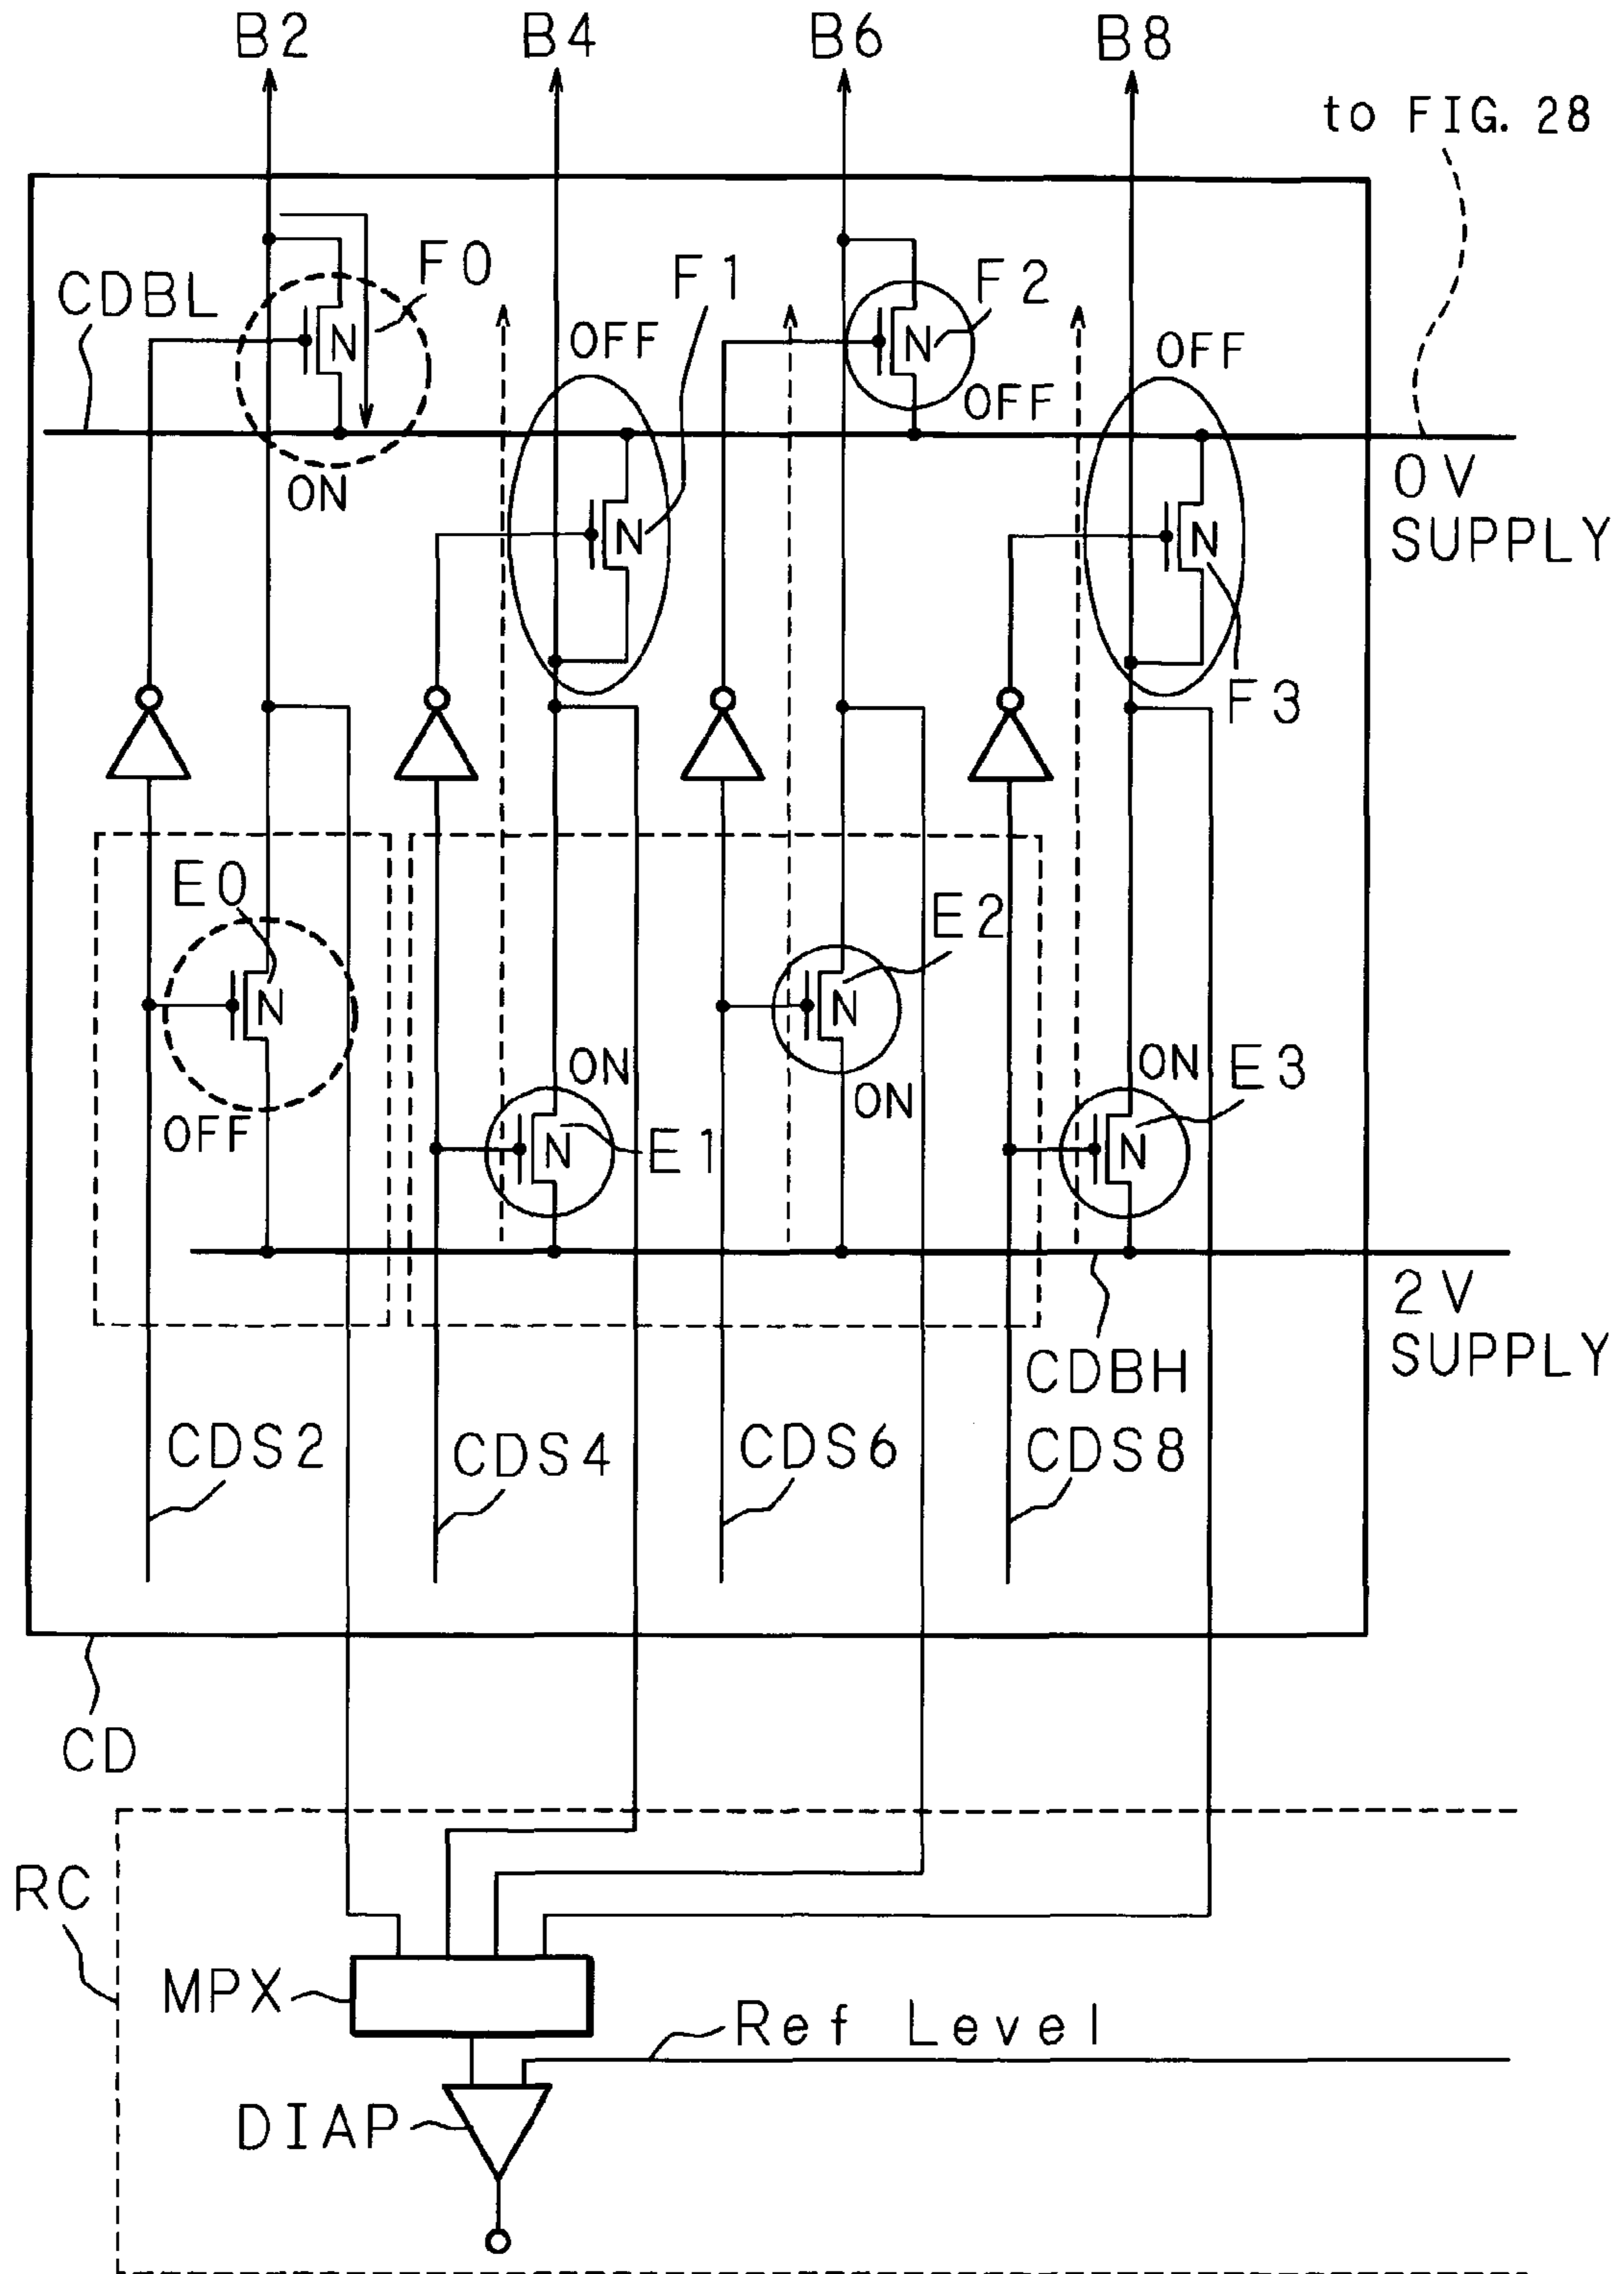 B2
B4
B6
B8
to FIG. 28
CDBL
F0
F1
F2
OFF
OFF
N
N
OFF
ON
0V
SUPPLY
N
N
F3
E0
E2
N
N
ON
ON
E3
OFF
ON
N
E1
N
2V
SUPPLY
CDBH
CDS2
CDS4
CDS6
CDS8
CD
RC
MPX
Ref Level
DIAP